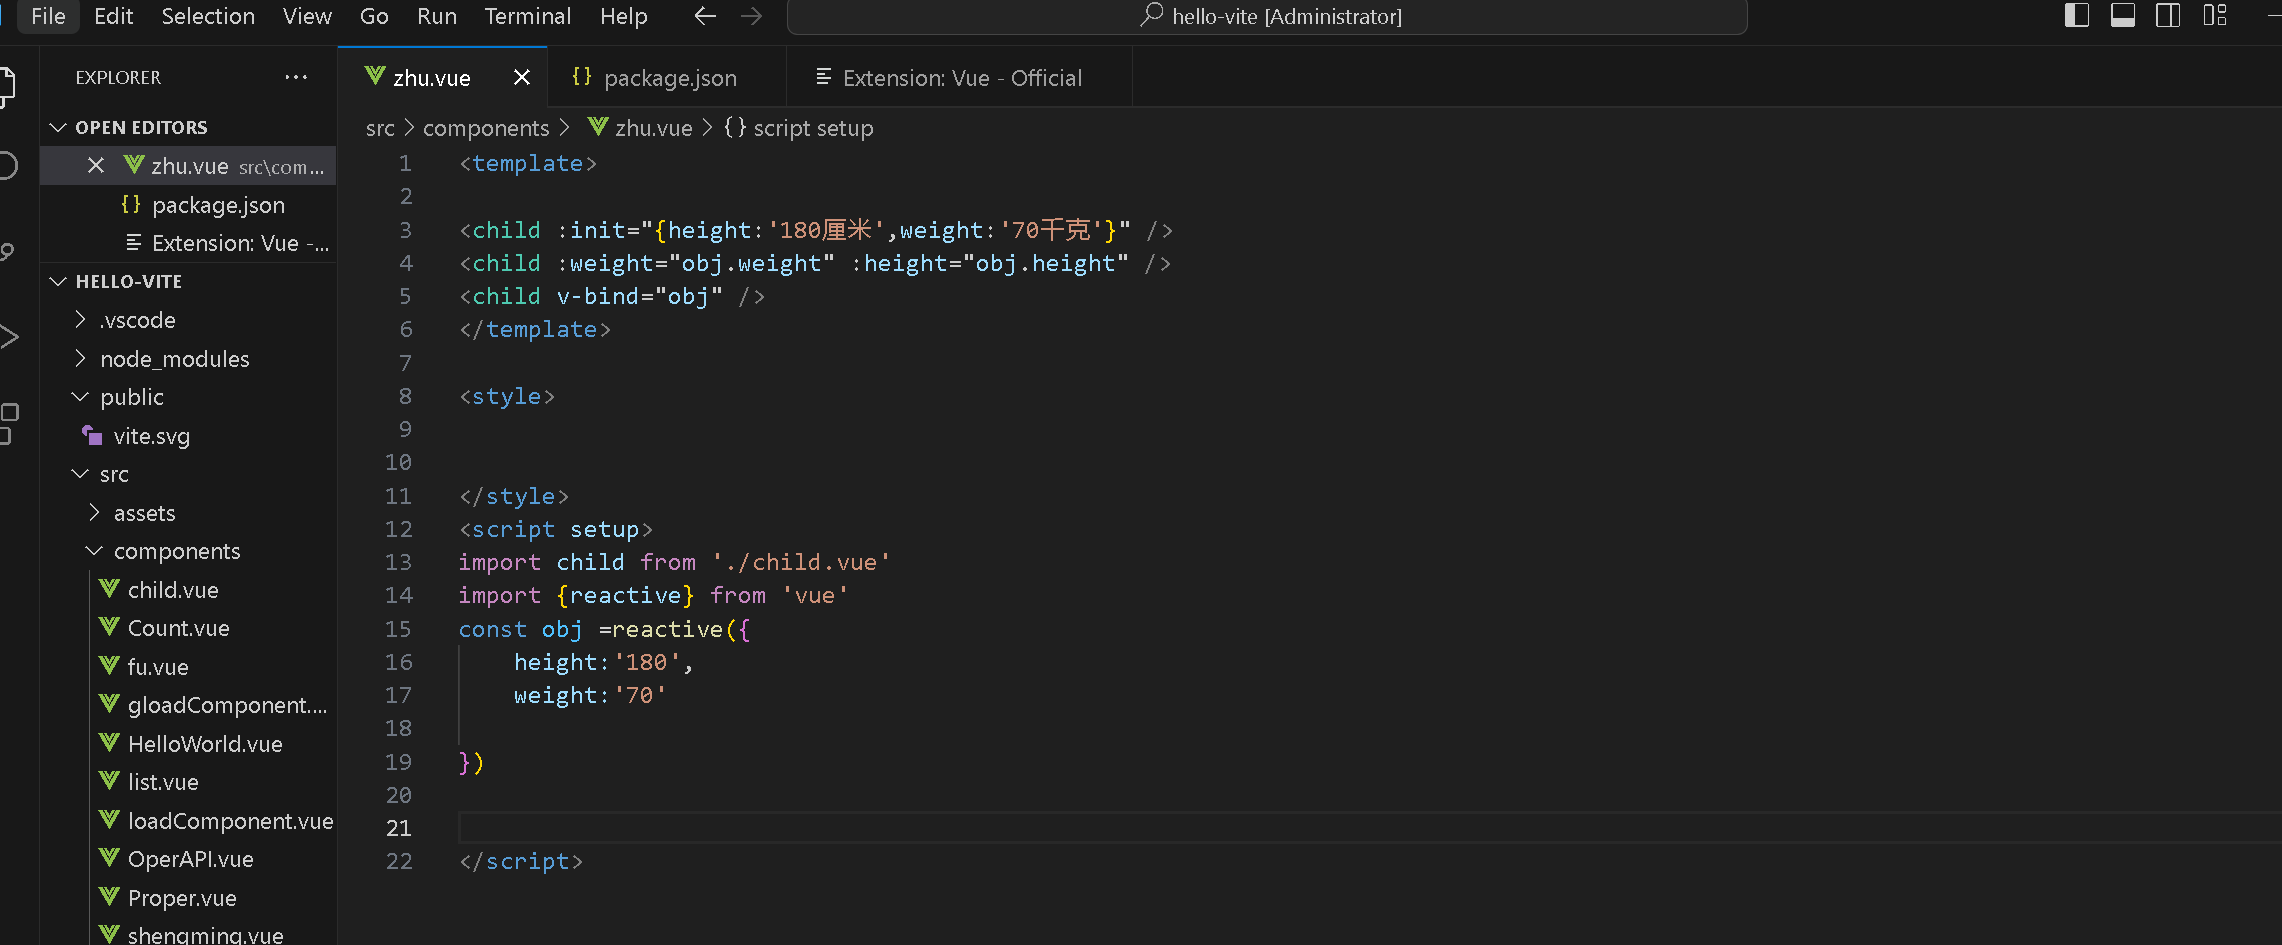 File Edit Selection View Go Run Terminal Help hello-vite [Administrator]
EXPLORER ...
OPEN EDITORS
zhu.vue src\com...
package.json
Extension: Vue -...
HELLO-VITE
.vscode
node_modules
public
vite.svg
src
assets
components
child.vue
Count.vue
fu.vue
gloadComponent....
HelloWorld.vue
list.vue
loadComponent.vue
OperAPI.vue
Proper.vue
shengming.vue
zhu.vue {} package.json Extension: Vue - Official
src > components > zhu.vue > {} script setup
1 <template>
2
3 <child :init="{height:'180厘米',weight:'70千克'}" />
4 <child :weight="obj.weight" :height="obj.height" />
5 <child v-bind="obj" />
6 </template>
7
8 <style>
9
10
11 </style>
12 <script setup>
13 import child from './child.vue'
14 import {reactive} from 'vue'
15 const obj =reactive({
16 height:'180',
17 weight:'70'
18
19 })
20
21
22 </script>